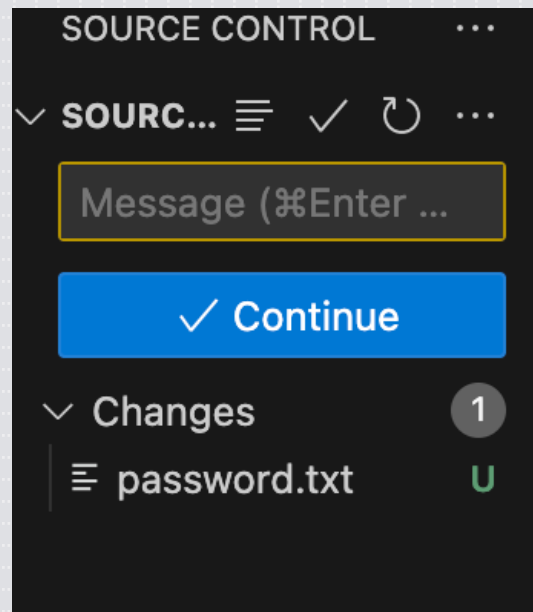 SOURCE CONTROL ...
SOURC... ...
Message (⌘Enter ...
Continue
Changes 1
password.txt U